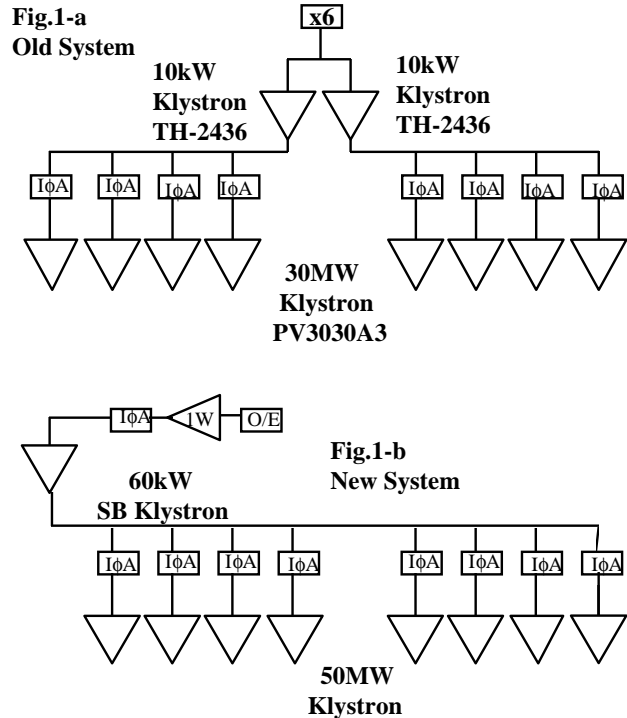 Fig.1-a
Old System
x6
10kW
Klystron
TH-2436
10kW
Klystron
TH-2436
IϕA IϕA IϕA IϕA IϕA IϕA IϕA IϕA
30MW
Klystron
PV3030A3
IϕA 1W O/E
Fig.1-b
New System
60kW
SB Klystron
IϕA IϕA IϕA IϕA IϕA IϕA IϕA IϕA
50MW
Klystron